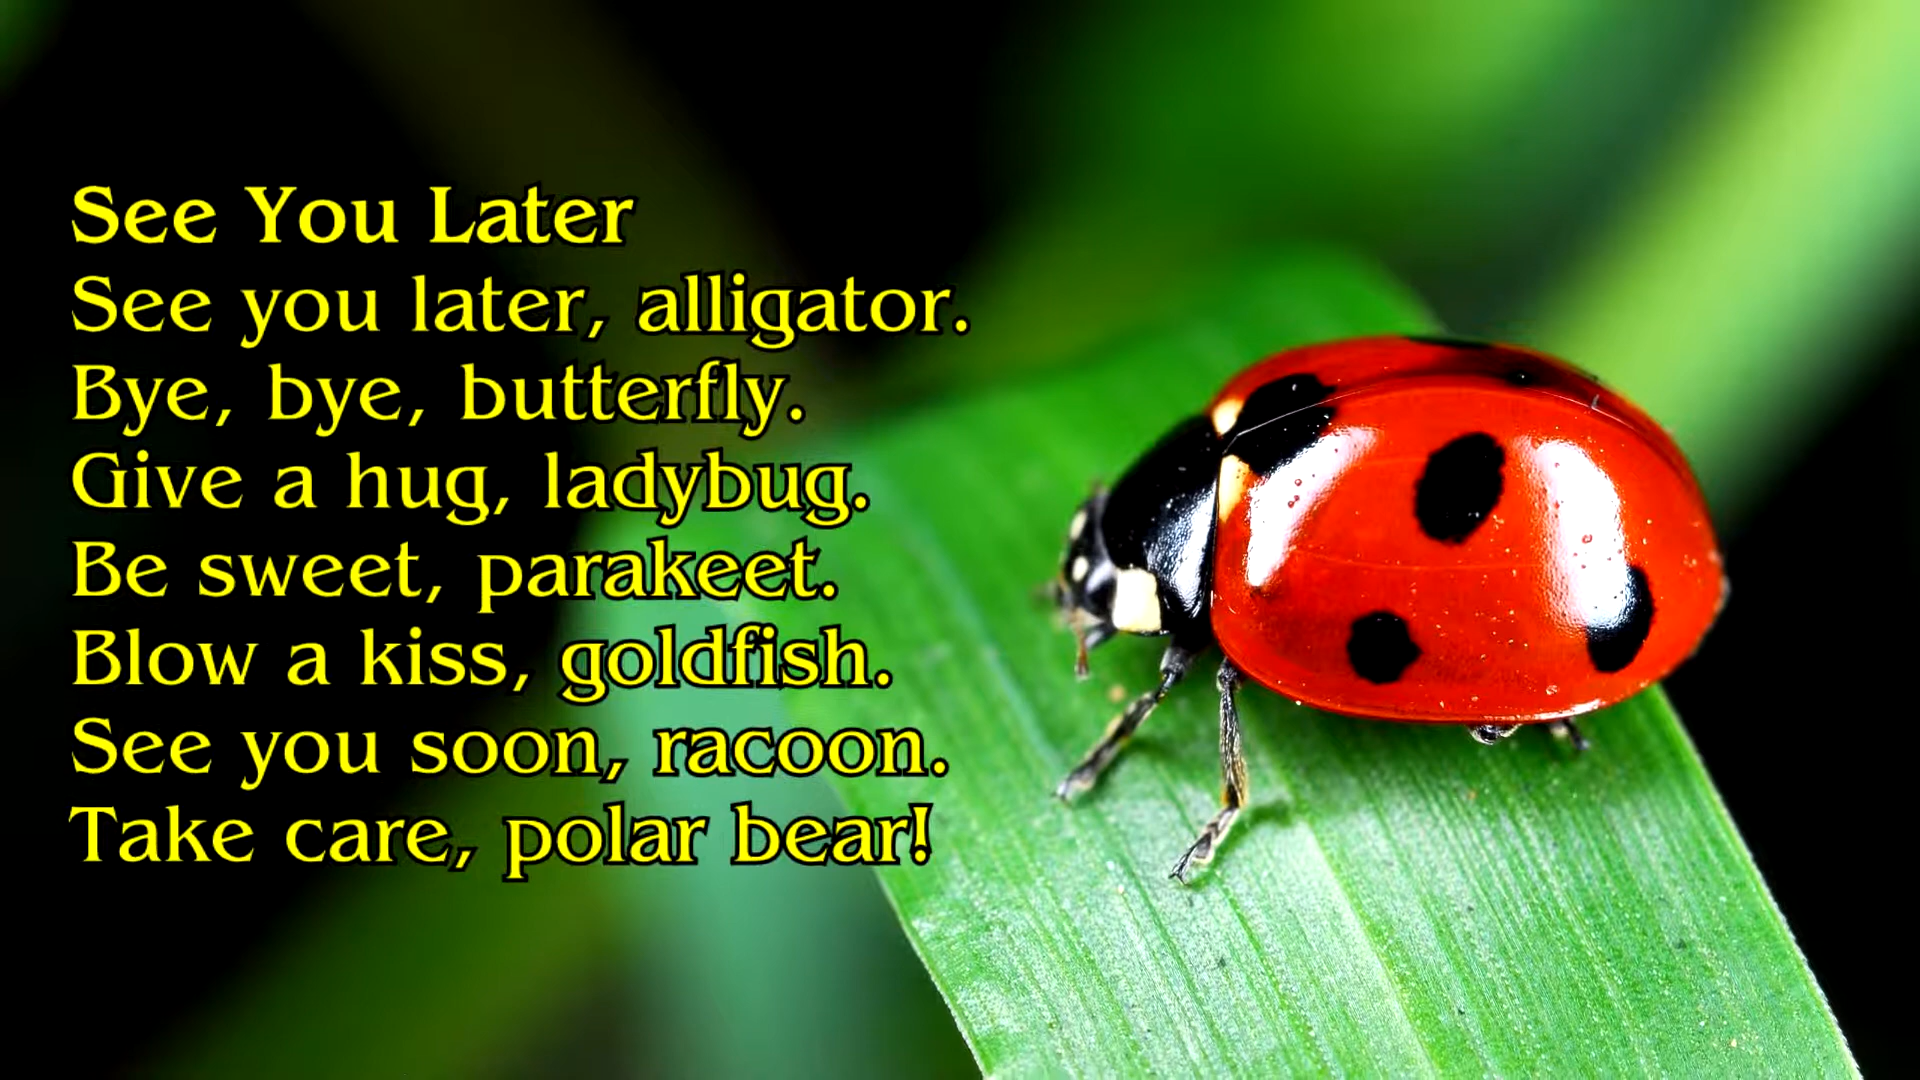 See You Later
See you later, alligator.
Bye, bye, butterfly.
Give a hug, ladybug.
Be sweet, parakeet.
Blow a kiss, goldfish.
See you soon, racoon.
Take care, polar bear!